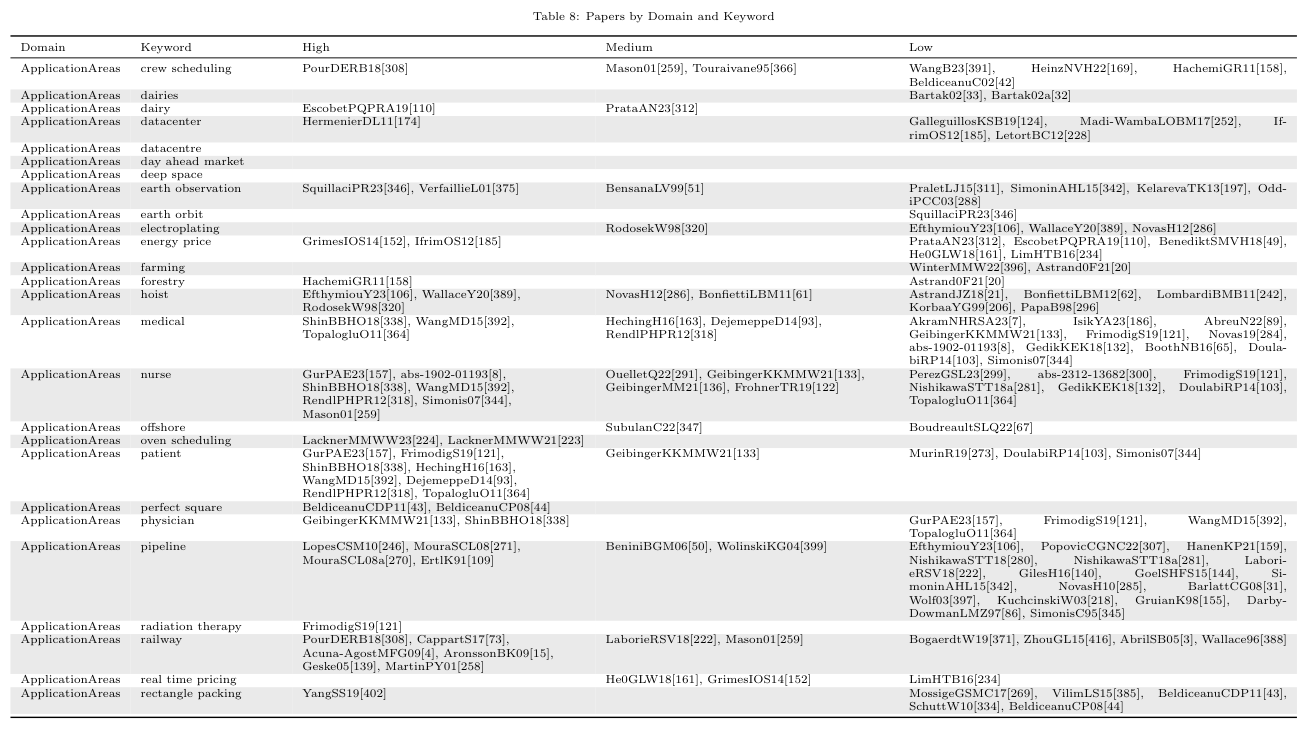 Table 8: Papers by Domain and Keyword
Domain Keyword High Medium Low
ApplicationAreas crew scheduling PourDERB18[308] Mason01[259], Touraivane95[366] WangB23[391], HeinzNVH22[169], HachemiGR11[158],
BeldiceanuC02[42]
ApplicationAreas dairies Bartak02[33], Bartak02a[32]
ApplicationAreas dairy EscobetPQPRA19[110] PrataAN23[312]
ApplicationAreas datacenter HermenierDL11[174] GalleguillosKSB19[124], Madi-WambaLOBM17[252], If-
rimOS12[185], LetortBC12[228]
ApplicationAreas datacentre
ApplicationAreas day ahead market
ApplicationAreas deep space
ApplicationAreas earth observation SquillaciPR23[346], VerfaillieL01[375] BensanaLV99[51] PraletLJ15[311], SimoninAHL15[342], KelarevaTK13[197], Odd-
iPCC03[288]
ApplicationAreas earth orbit SquillaciPR23[346]
ApplicationAreas electroplating RodosekW98[320] EfthymiouY23[106], WallaceY20[389], NovasH12[286]
ApplicationAreas energy price GrimesIOS14[152], IfrimOS12[185] PrataAN23[312], EscobetPQPRA19[110], BenediktSMVH18[49],
He0GLW18[161], LimHTB16[234]
ApplicationAreas farming WinterMMW22[396], Astrand0F21[20]
ApplicationAreas forestry HachemiGR11[158] Astrand0F21[20]
ApplicationAreas hoist EfthymiouY23[106], WallaceY20[389], NovasH12[286], BonfiettiLBM11[61] AstrandJZ18[21], BonfiettiLBM12[62], LombardiBMB11[242],
RodosekW98[320] KorbaaYG99[206], PapaB98[296]
ApplicationAreas medical ShinBBHO18[338], WangMD15[392], HechingH16[163], DejemeppeD14[93], AkramNHRSA23[7], IsikYA23[186], AbreuN22[89],
TopalogluO11[364] RendlPHPR12[318] GeibingerKKMMW21[133], FrimodigS19[121], Novas19[284],
abs-1902-01193[8], GedikKEK18[132], BoothNB16[65], Doula-
biRP14[103], Simonis07[344]
ApplicationAreas nurse GurPAE23[157], abs-1902-01193[8], OuelletQ22[291], GeibingerKKMMW21[133], PerezGSL23[299], abs-2312-13682[300], FrimodigS19[121],
ShinBBHO18[338], WangMD15[392], GeibingerMM21[136], FrohnerTR19[122] NishikawaSTT18a[281], GedikKEK18[132], DoulabiRP14[103],
RendlPHPR12[318], Simonis07[344], TopalogluO11[364]
Mason01[259]
ApplicationAreas offshore SubulanC22[347] BoudreaultSLQ22[67]
ApplicationAreas oven scheduling LacknerMMWW23[224], LacknerMMWW21[223]
ApplicationAreas patient GurPAE23[157], FrimodigS19[121], GeibingerKKMMW21[133] MurinR19[273], DoulabiRP14[103], Simonis07[344]
ShinBBHO18[338], HechingH16[163],
WangMD15[392], DejemeppeD14[93],
RendlPHPR12[318], TopalogluO11[364]
ApplicationAreas perfect square BeldiceanuCDP11[43], BeldiceanuCP08[44]
ApplicationAreas physician GeibingerKKMMW21[133], ShinBBHO18[338] GurPAE23[157], FrimodigS19[121], WangMD15[392],
TopalogluO11[364]
ApplicationAreas pipeline LopesCSM10[246], MouraSCL08[271], BeniniBGM06[50], WolinskiKG04[399] EfthymiouY23[106], PopovicCGNC22[307], HanenKP21[159],
MouraSCL08a[270], ErtlK91[109] NishikawaSTT18[280], NishikawaSTT18a[281], Labori-
eRSV18[222], GilesH16[140], GoelSHFS15[144], Si-
moninAHL15[342], NovasH10[285], BarlattCG08[31],
Wolf03[397], KuchcinskiW03[218], GruianK98[155], Darby-
DowmanLMZ97[86], SimonisC95[345]
ApplicationAreas radiation therapy FrimodigS19[121]
ApplicationAreas railway PourDERB18[308], CappartS17[73], LaborieRSV18[222], Mason01[259] BogaerdtW19[371], ZhouGL15[416], AbrilSB05[3], Wallace96[388]
Acuna-AgostMFG09[4], AronssonBK09[15],
Geske05[139], MartinPY01[258]
ApplicationAreas real time pricing He0GLW18[161], GrimesIOS14[152] LimHTB16[234]
ApplicationAreas rectangle packing YangSS19[402] MossigeGSMC17[269], VilimLS15[385], BeldiceanuCDP11[43],
SchuttW10[334], BeldiceanuCP08[44]